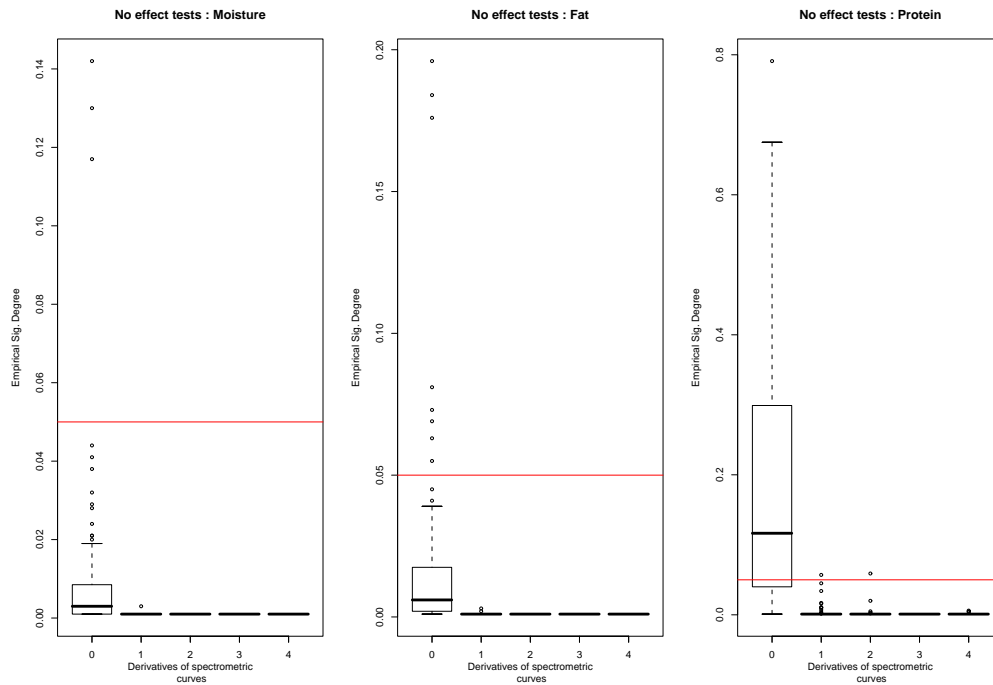 No effect tests : Moisture
Empirical Sig. Degree
0.14
0.12
0.10
0.08
0.06
0.04
0.02
0.00
0 1 2 3 4
Derivatives of spectrometric
curves
No effect tests : Fat
Empirical Sig. Degree
0.20
0.15
0.10
0.05
0.00
0 1 2 3 4
Derivatives of spectrometric
curves
No effect tests : Protein
Empirical Sig. Degree
0.8
0.6
0.4
0.2
0.0
0 1 2 3 4
Derivatives of spectrometric
curves